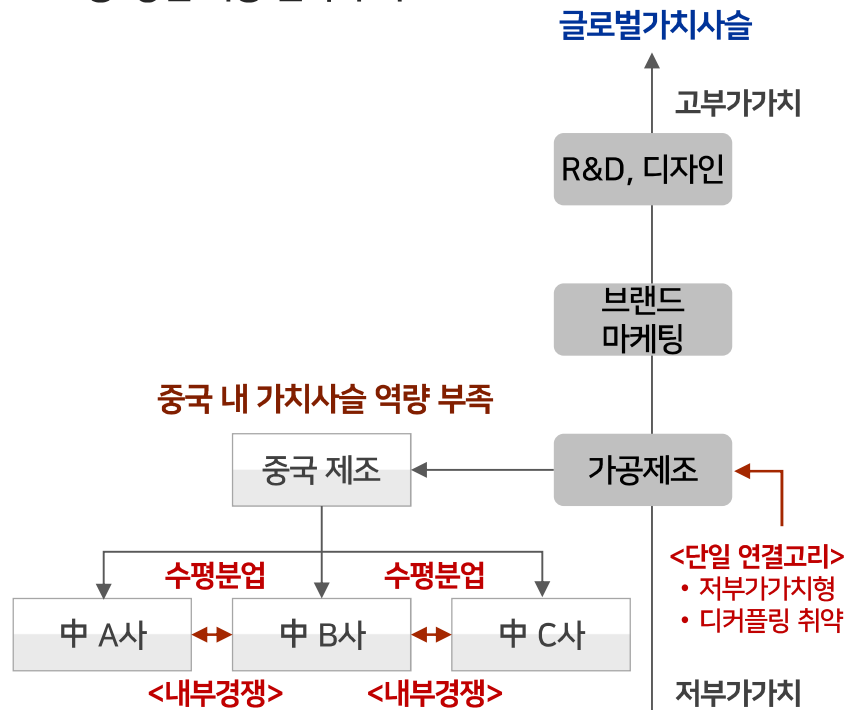 글로벌가치사슬
고부가가치
R&D, 디자인
브랜드
마케팅
중국 내 가치사슬 역량 부족
중국 제조
가공제조
<단일 연결고리>
• 저부가가치형
• 디커플링 취약
수평분업
수평분업
中 A사
中 B사
中 C사
<내부경쟁>
<내부경쟁>
저부가가치